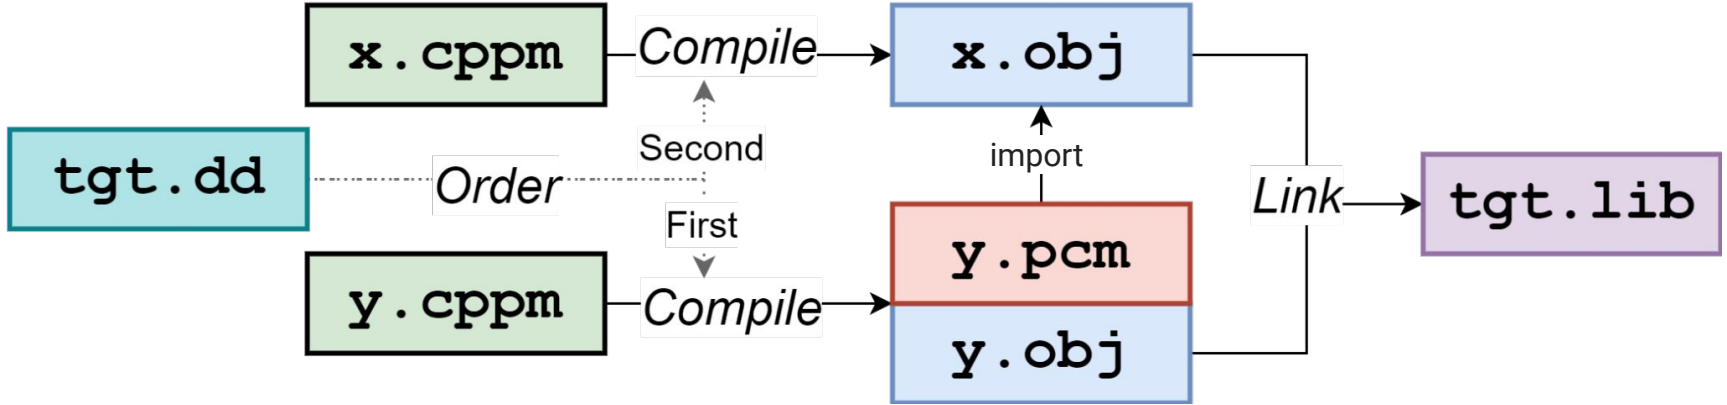 x.cppm
Compile
x.obj
Second
import
tgt.dd
Order
Link
tgt.lib
First
y.pcm
y.cppm
Compile
y.obj